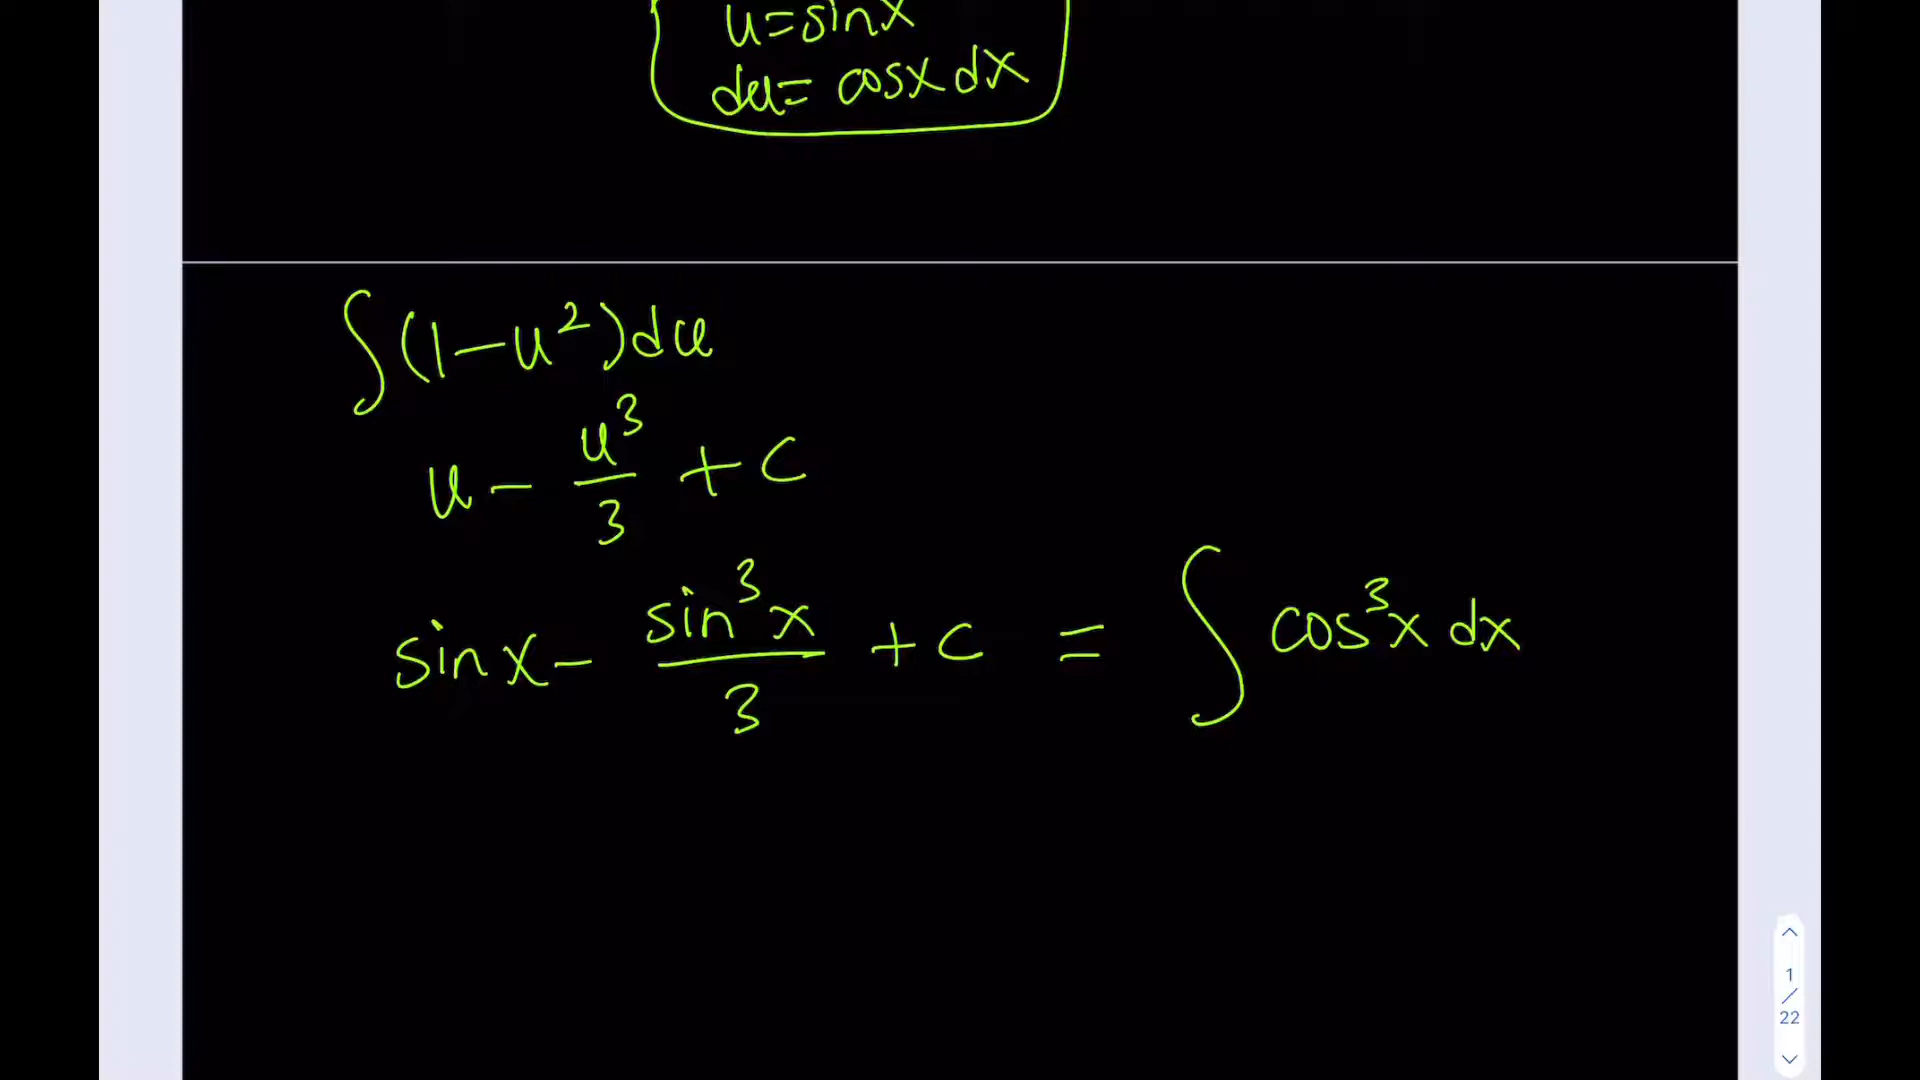 u=sinx
du= cosx dx
∫(1-u²)du
u - u³/3 + C
sinx - sin³x/3 + C = ∫ cos³x dx
1
/
22